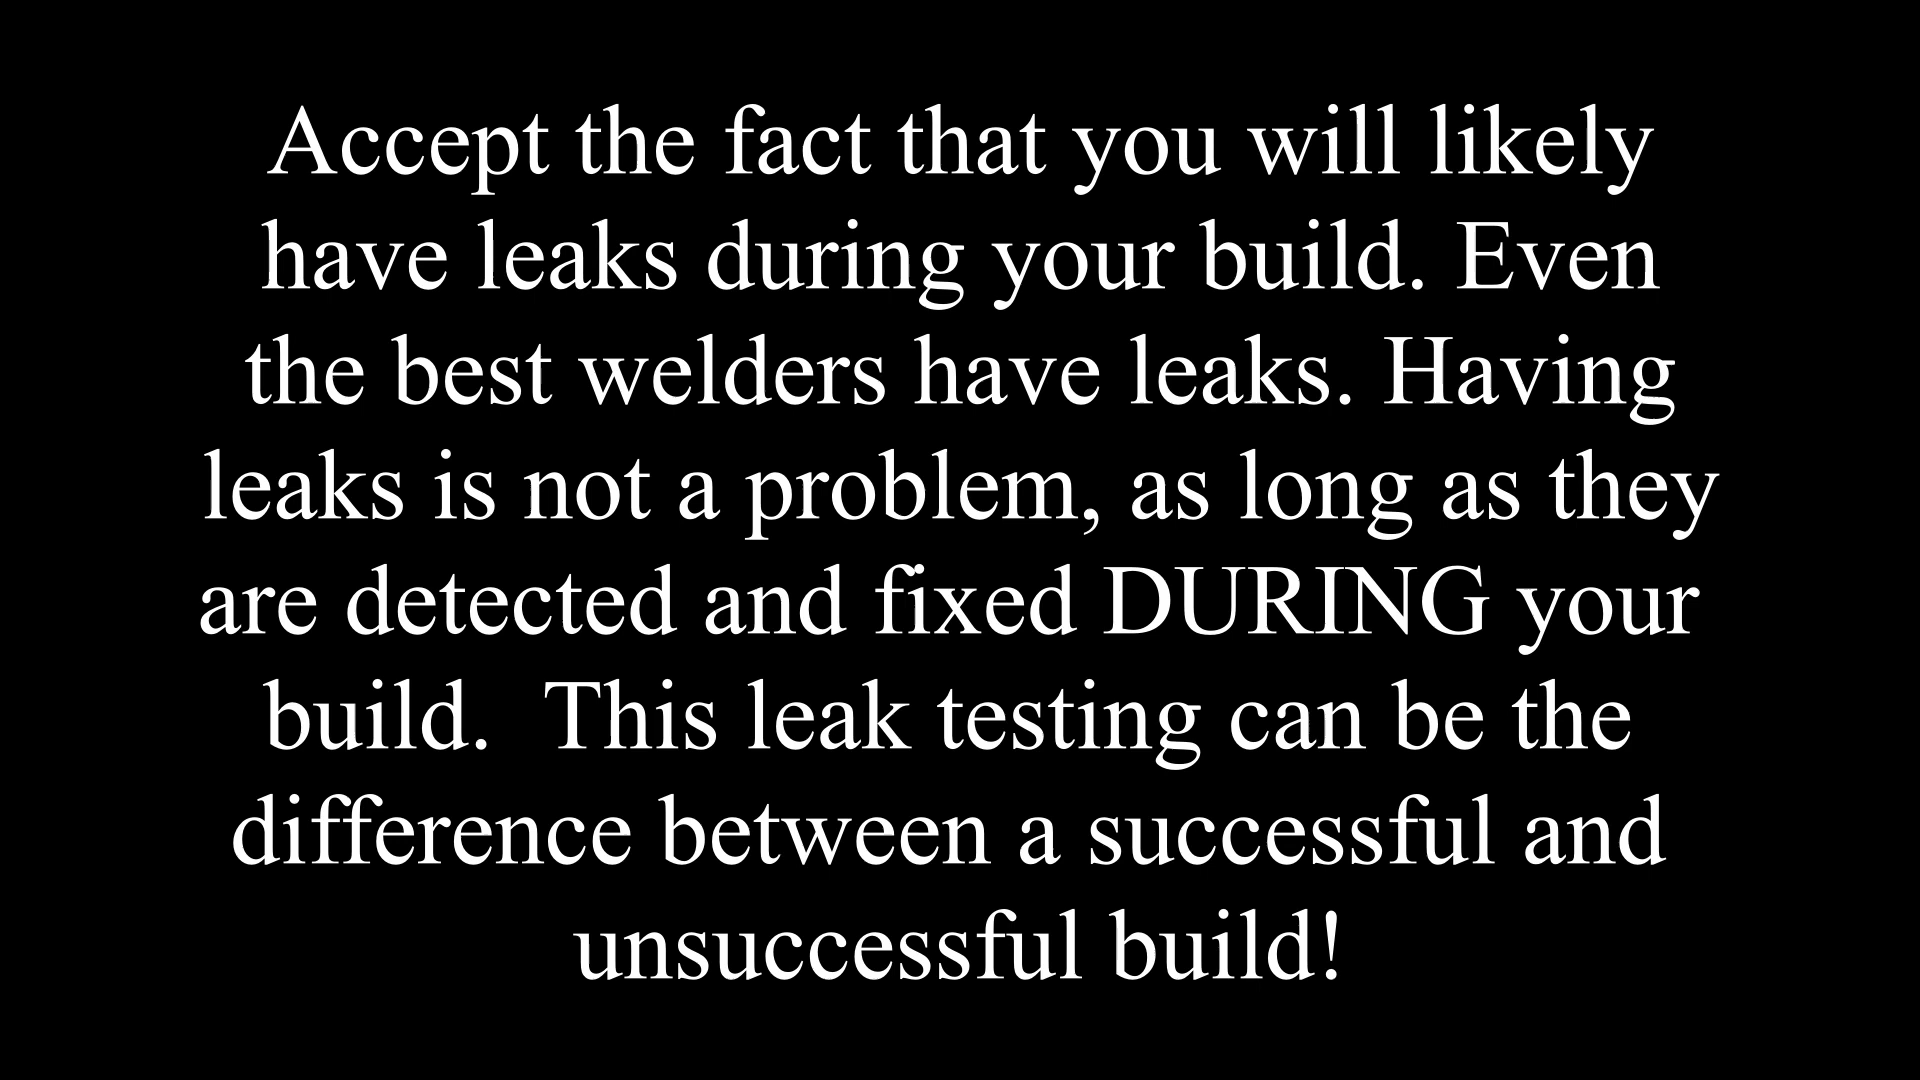 Accept the fact that you will likely
have leaks during your build. Even
the best welders have leaks. Having
leaks is not a problem, as long as they
are detected and fixed DURING your
build.  This leak testing can be the
difference between a successful and
unsuccessful build!